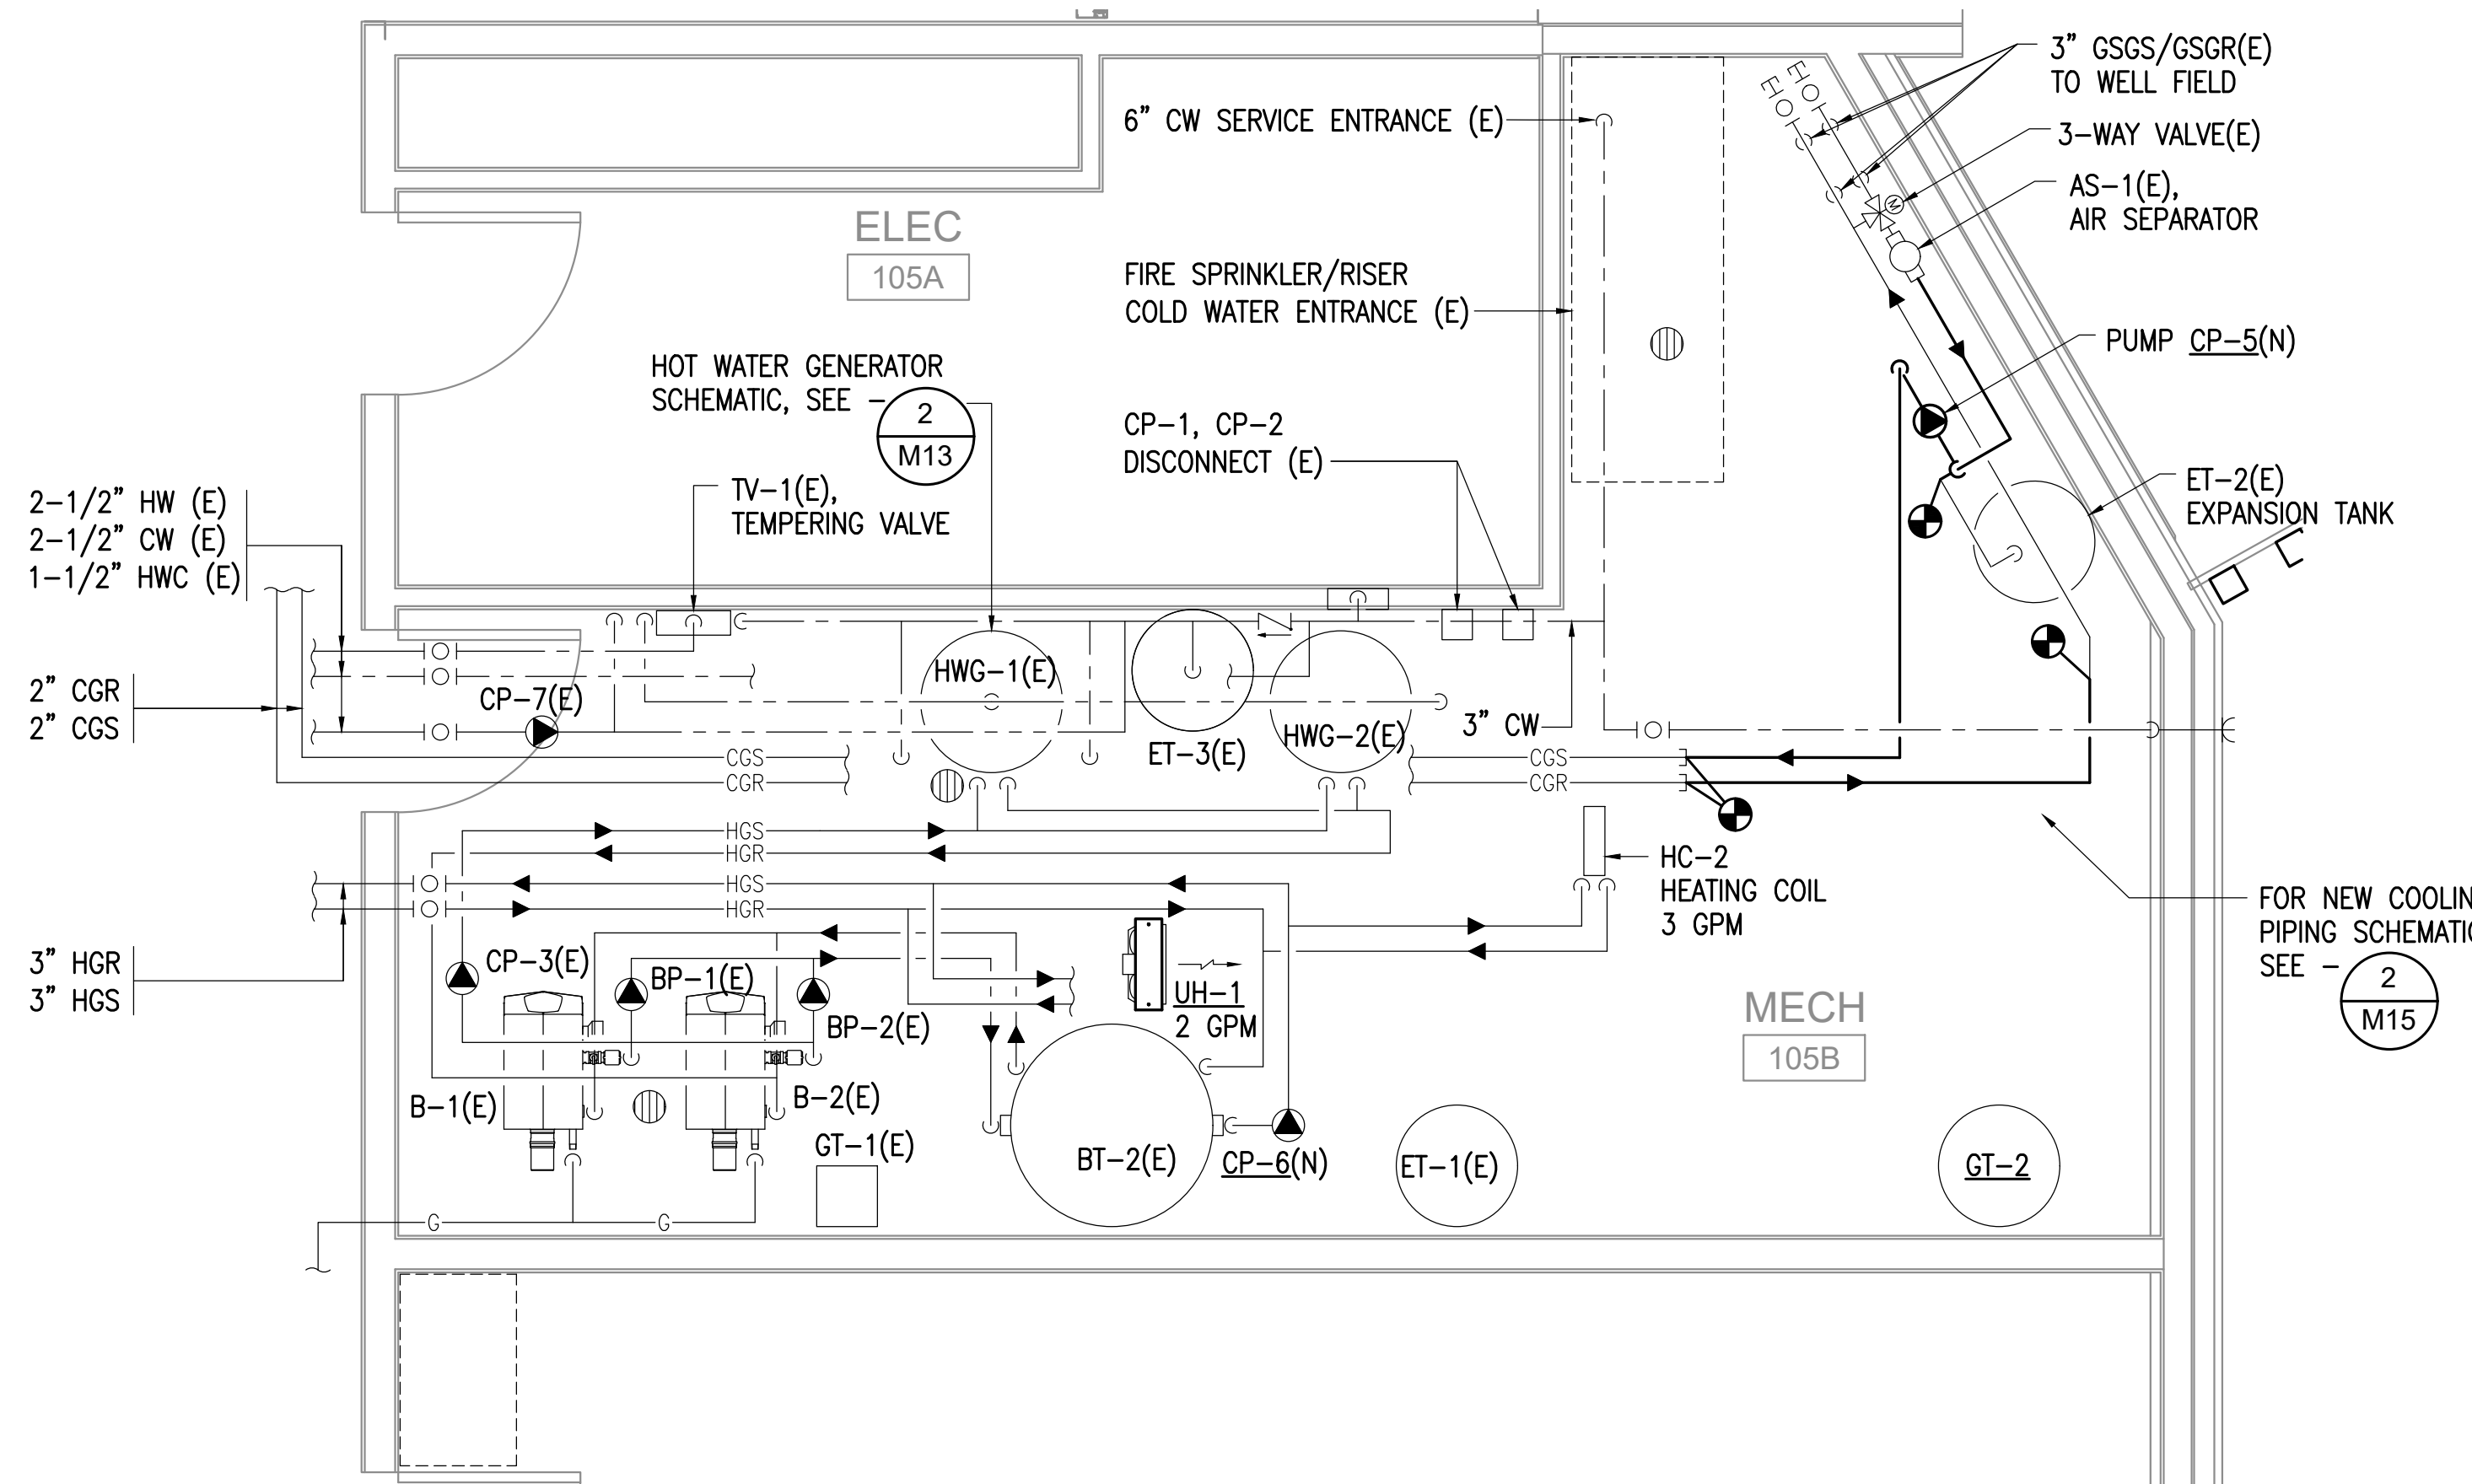 3” GSGS/GSGR(E)
TO WELL FIELD
6” CW SERVICE ENTRANCE (E)
3-WAY VALVE(E)
M
AS-1(E),
AIR SEPARATOR
ELEC
105A
FIRE SPRINKLER/RISER
COLD WATER ENTRANCE (E)
PUMP CP-5(N)
HOT WATER GENERATOR
SCHEMATIC, SEE -
2
M13
CP-1, CP-2
DISCONNECT (E)
TV-1(E),
TEMPERING VALVE
ET-2(E)
EXPANSION TANK
2-1/2” HW (E)
2-1/2” CW (E)
1-1/2” HWC (E)
2” CGR
2” CGS
CP-7(E)
HWG-1(E)
ET-3(E)
HWG-2(E)
3” CW
CGS
CGR
CGS
CGR
HGS
HGR
HGS
HGR
HC-2
HEATING COIL
3 GPM
FOR NEW COOLIN
PIPING SCHEMATIC
SEE -
2
M15
3” HGR
3” HGS
CP-3(E)
BP-1(E)
BP-2(E)
UH-1
2 GPM
MECH
105B
B-1(E)
B-2(E)
GT-1(E)
BT-2(E)
CP-6(N)
ET-1(E)
GT-2
G
G